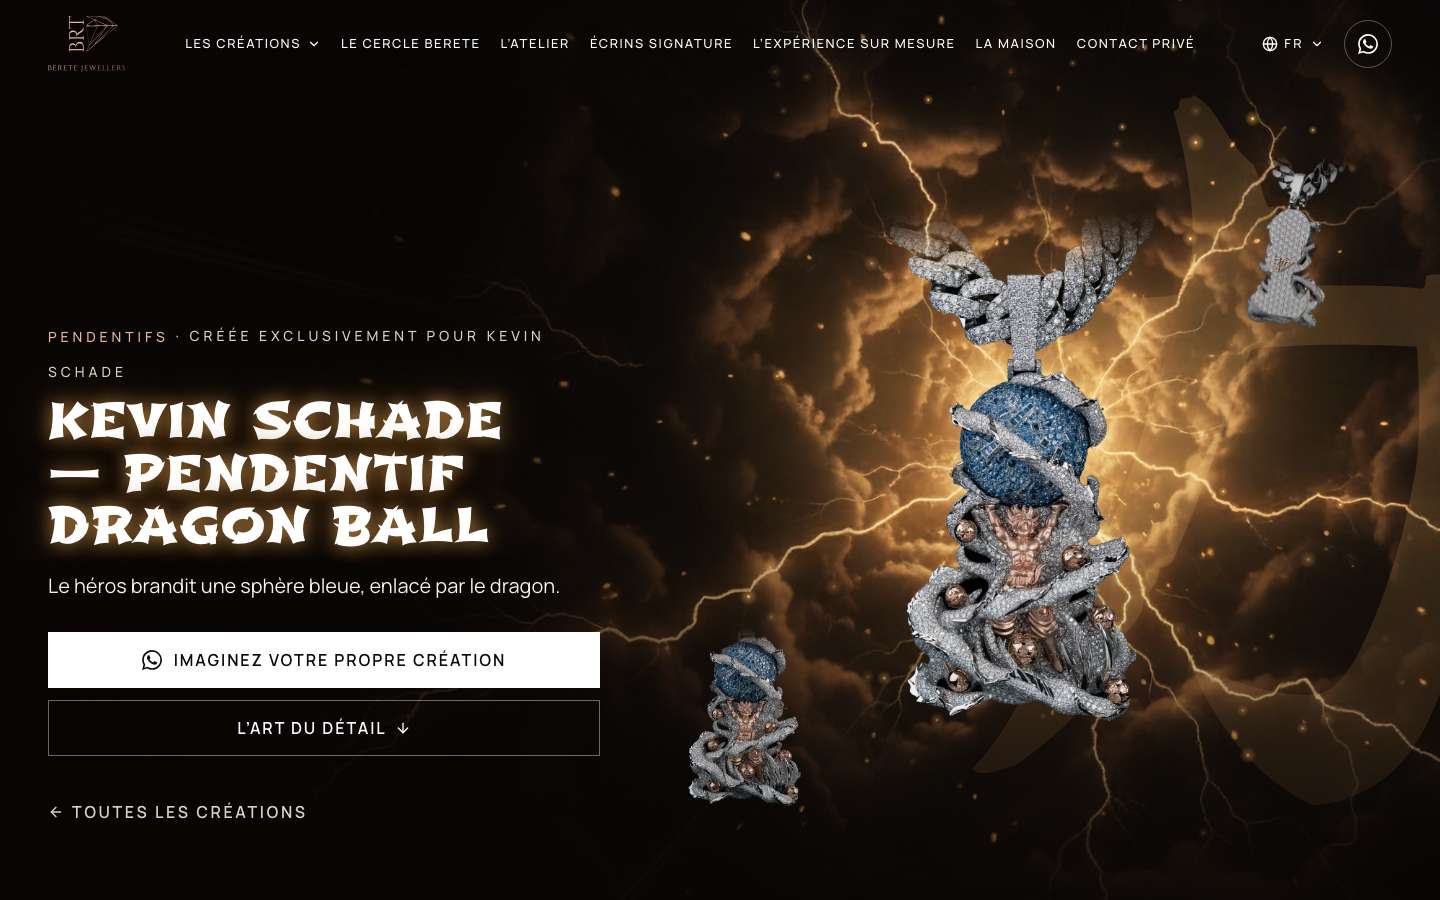 BRT
BERETE JEWELLERS
LES CRÉATIONS
LE CERCLE BERETE
L’ATELIER
ÉCRINS SIGNATURE
L’EXPÉRIENCE SUR MESURE
LA MAISON
CONTACT PRIVÉ
FR
PENDENTIFS · CRÉÉE EXCLUSIVEMENT POUR KEVIN
SCHADE
KEVIN SCHADE
— PENDENTIF
DRAGON BALL
Le héros brandit une sphère bleue, enlacé par le dragon.
IMAGINEZ VOTRE PROPRE CRÉATION
L’ART DU DÉTAIL ↓
← TOUTES LES CRÉATIONS